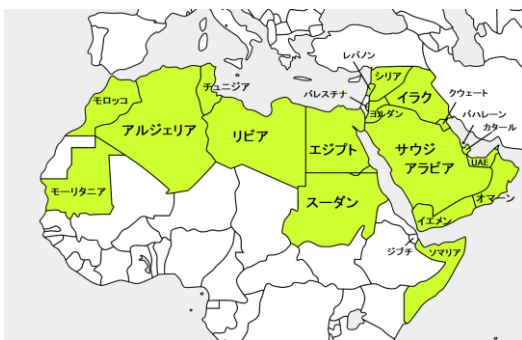 レバノン
シリア
モロッコ
チュニジア
パレスチナ
イラク
クウェート
ヨルダン
バハレーン
アルジェリア
リビア
エジプト
サウジ
アラビア
カタール
UAE
モーリタニア
スーダン
オマーン
イエメン
ジブチ
ソマリア